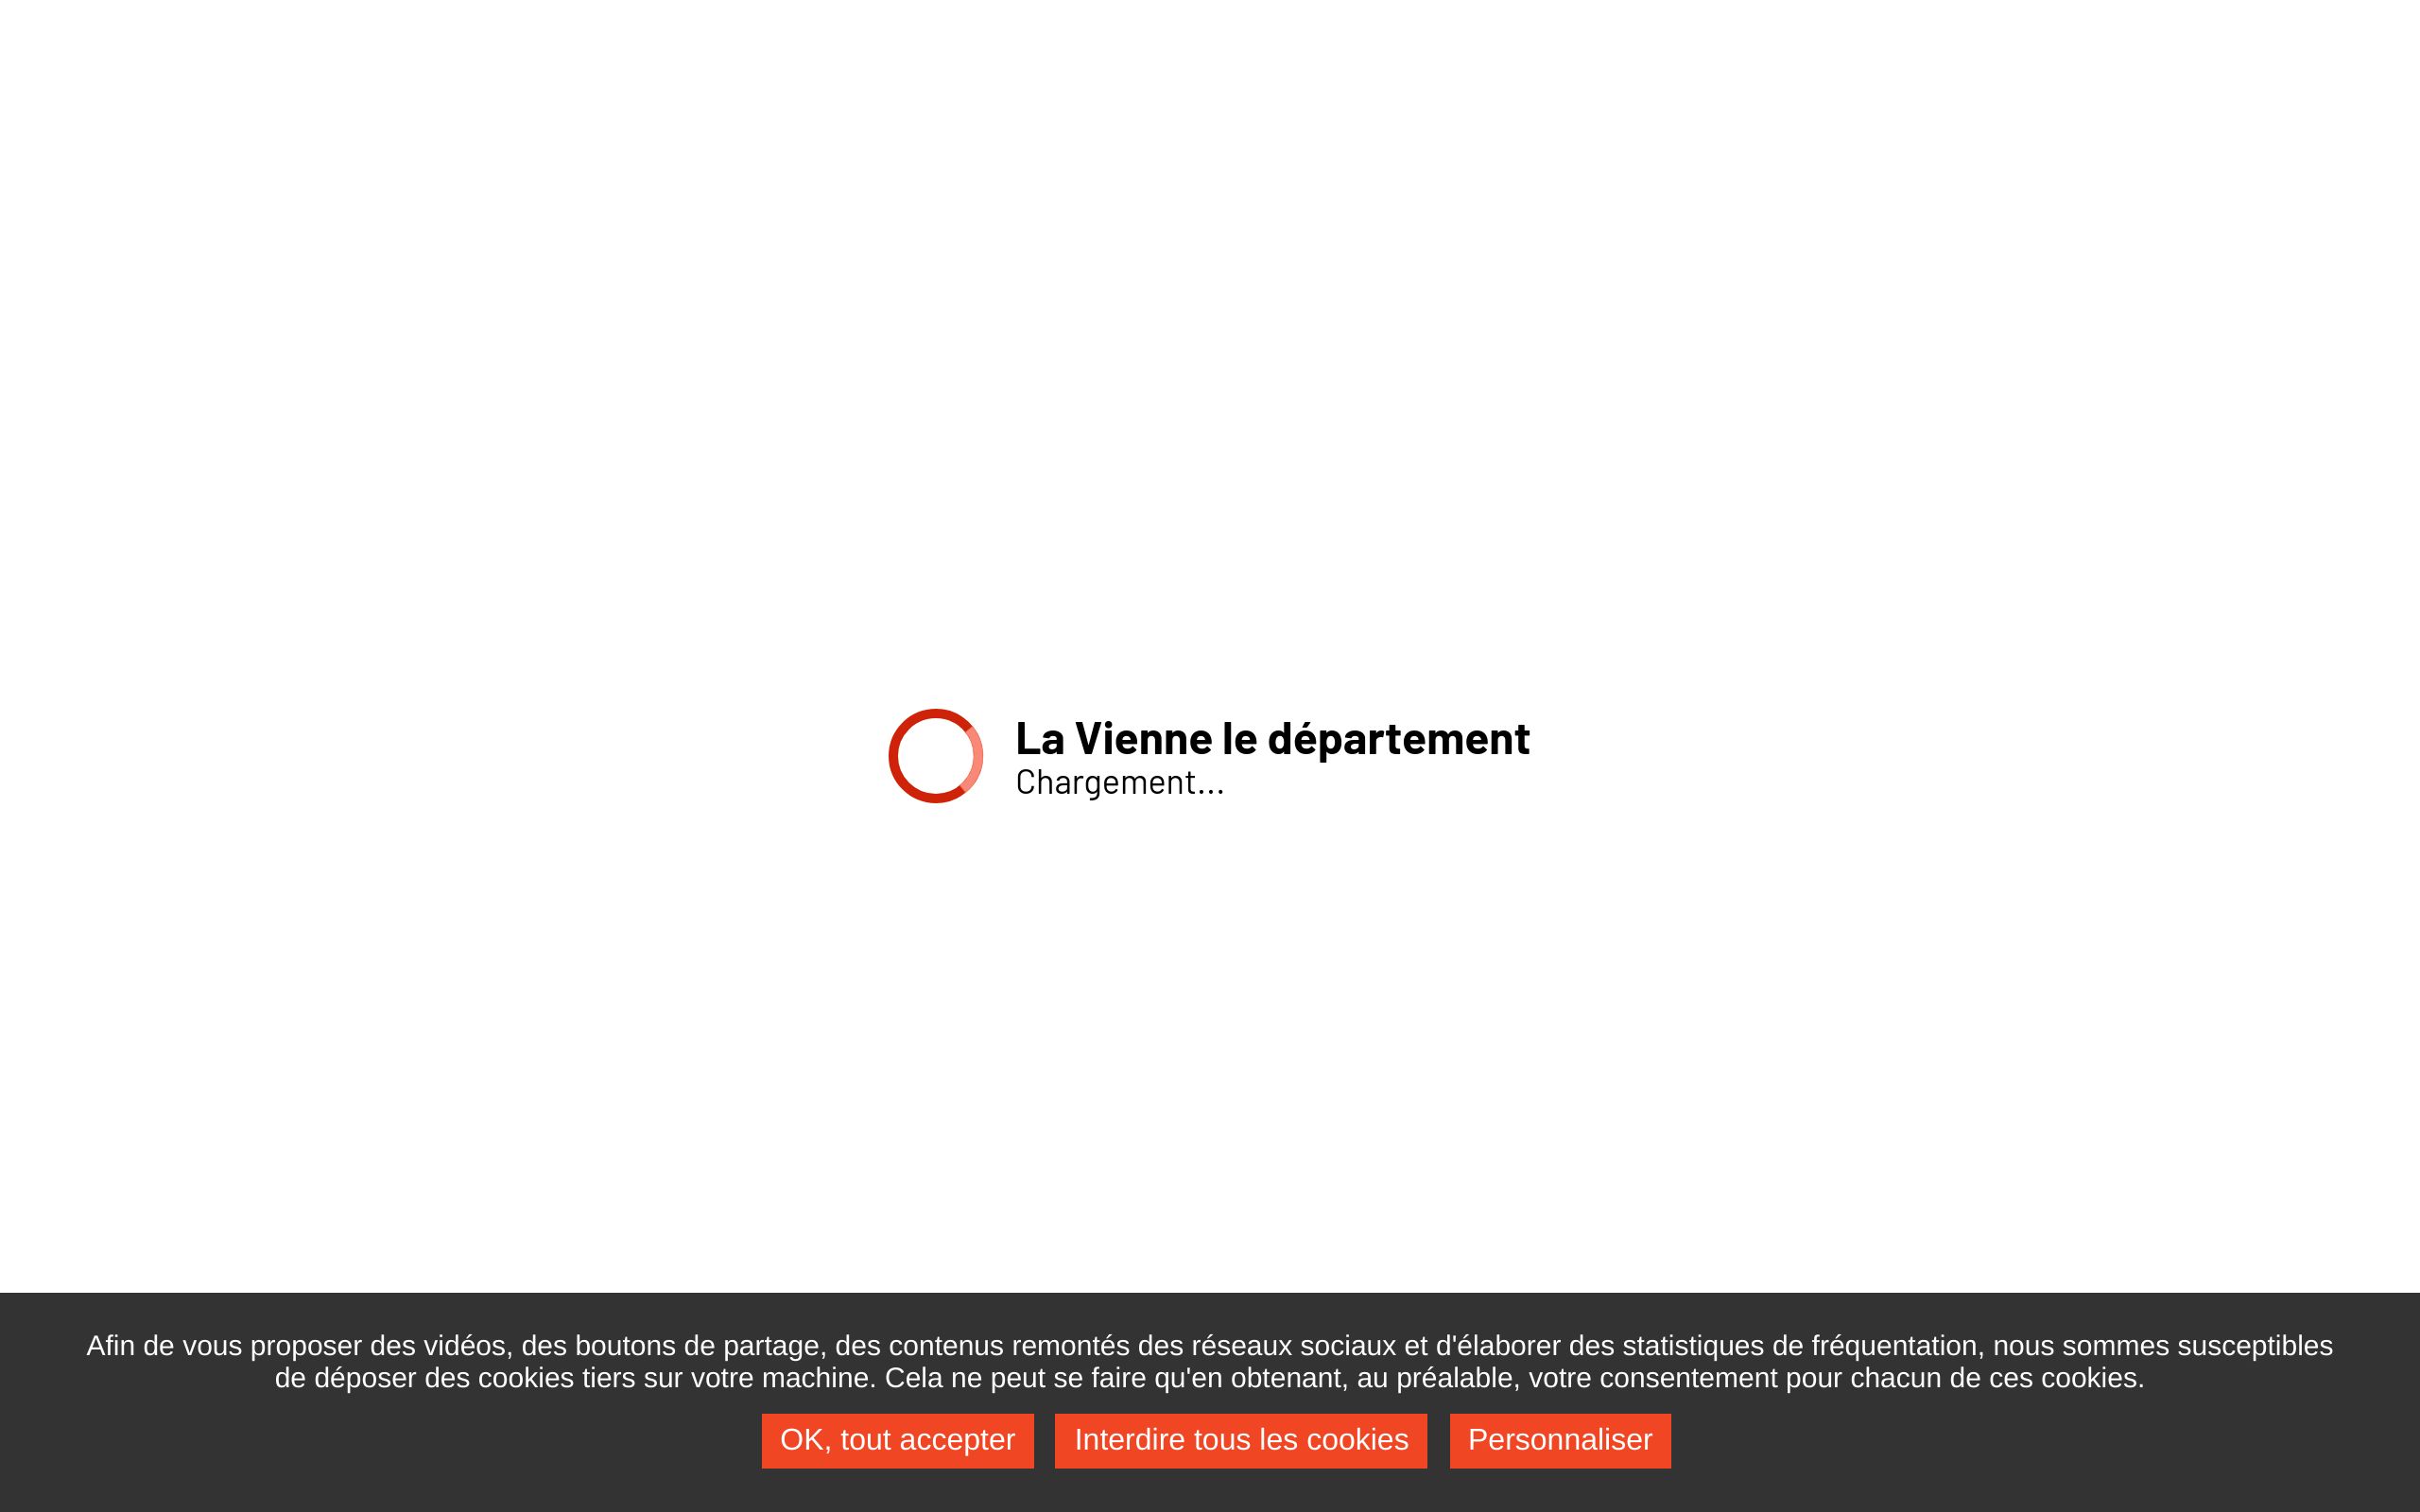 La Vienne le département
Chargement...
Afin de vous proposer des vidéos, des boutons de partage, des contenus remontés des réseaux sociaux et d'élaborer des statistiques de fréquentation, nous sommes susceptibles
de déposer des cookies tiers sur votre machine. Cela ne peut se faire qu'en obtenant, au préalable, votre consentement pour chacun de ces cookies.
OK, tout accepter Interdire tous les cookies Personnaliser